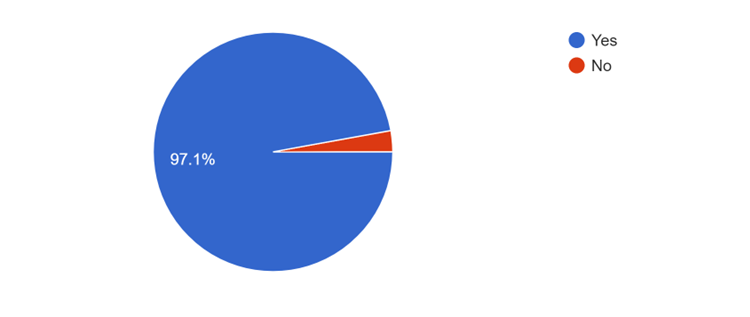 Yes
No
97.1%